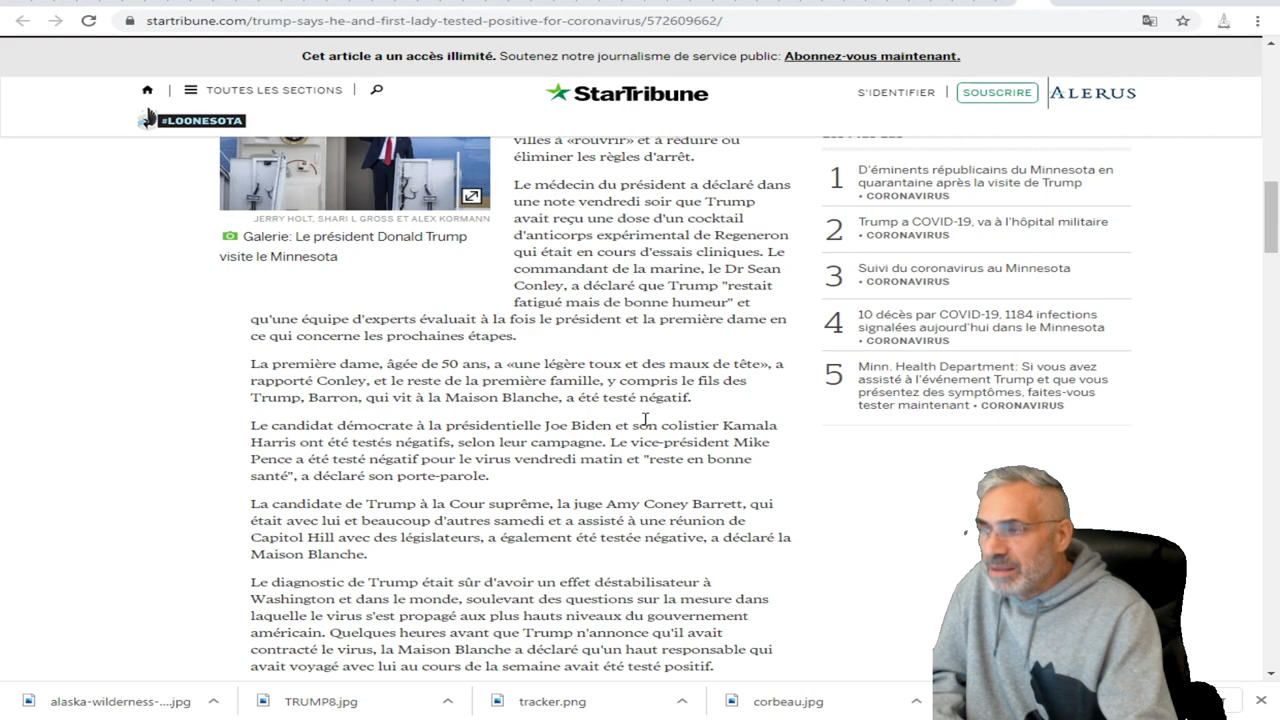 startribune.com/trump-says-he-and-first-lady-tested-positive-for-coronavirus/572609662/
Cet article a un accès illimité. Soutenez notre journalisme de service public: Abonnez-vous maintenant.
TOUTES LES SECTIONS
StarTribune
S'IDENTIFIER
SOUSCRIRE
ALERUS
#LOONESOTA
villes à «rouvrir» et à réduire ou
éliminer les règles d'arrêt.
Le médecin du président a déclaré dans
une note vendredi soir que Trump
avait reçu une dose d'un cocktail
d'anticorps expérimental de Regeneron
qui était en cours d'essais cliniques. Le
commandant de la marine, le Dr Sean
Conley, a déclaré que Trump "restait
fatigué mais de bonne humeur" et
qu'une équipe d'experts évaluait à la fois le président et la première dame en
ce qui concerne les prochaines étapes.
JERRY HOLT, SHARI L GROSS ET ALEX KORMANN
Galerie: Le président Donald Trump
visite le Minnesota
La première dame, âgée de 50 ans, a «une légère toux et des maux de tête», a
rapporté Conley, et le reste de la première famille, y compris le fils des
Trump, Barron, qui vit à la Maison Blanche, a été testé négatif.
Le candidat démocrate à la présidentielle Joe Biden et son colistier Kamala
Harris ont été testés négatifs, selon leur campagne. Le vice-président Mike
Pence a été testé négatif pour le virus vendredi matin et "reste en bonne
santé", a déclaré son porte-parole.
La candidate de Trump à la Cour suprême, la juge Amy Coney Barrett, qui
était avec lui et beaucoup d'autres samedi et a assisté à une réunion de
Capitol Hill avec des législateurs, a également été testée négative, a déclaré la
Maison Blanche.
Le diagnostic de Trump était sûr d'avoir un effet déstabilisateur à
Washington et dans le monde, soulevant des questions sur la mesure dans
laquelle le virus s'est propagé aux plus hauts niveaux du gouvernement
américain. Quelques heures avant que Trump n'annonce qu'il avait
contracté le virus, la Maison Blanche a déclaré qu'un haut responsable qui
avait voyagé avec lui au cours de la semaine avait été testé positif.
1 D'éminents républicains du Minnesota en
quarantaine après la visite de Trump
• CORONAVIRUS
2 Trump a COVID-19, va à l'hôpital militaire
• CORONAVIRUS
3 Suivi du coronavirus au Minnesota
• CORONAVIRUS
4 10 décès par COVID-19, 1184 infections
signalées aujourd'hui dans le Minnesota
• CORONAVIRUS
5 Minn. Health Department: Si vous avez
assisté à l'événement Trump et que vous
présentez des symptômes, faites-vous
tester maintenant • CORONAVIRUS
alaska-wilderness-....jpg
TRUMP8.jpg
tracker.png
corbeau.jpg